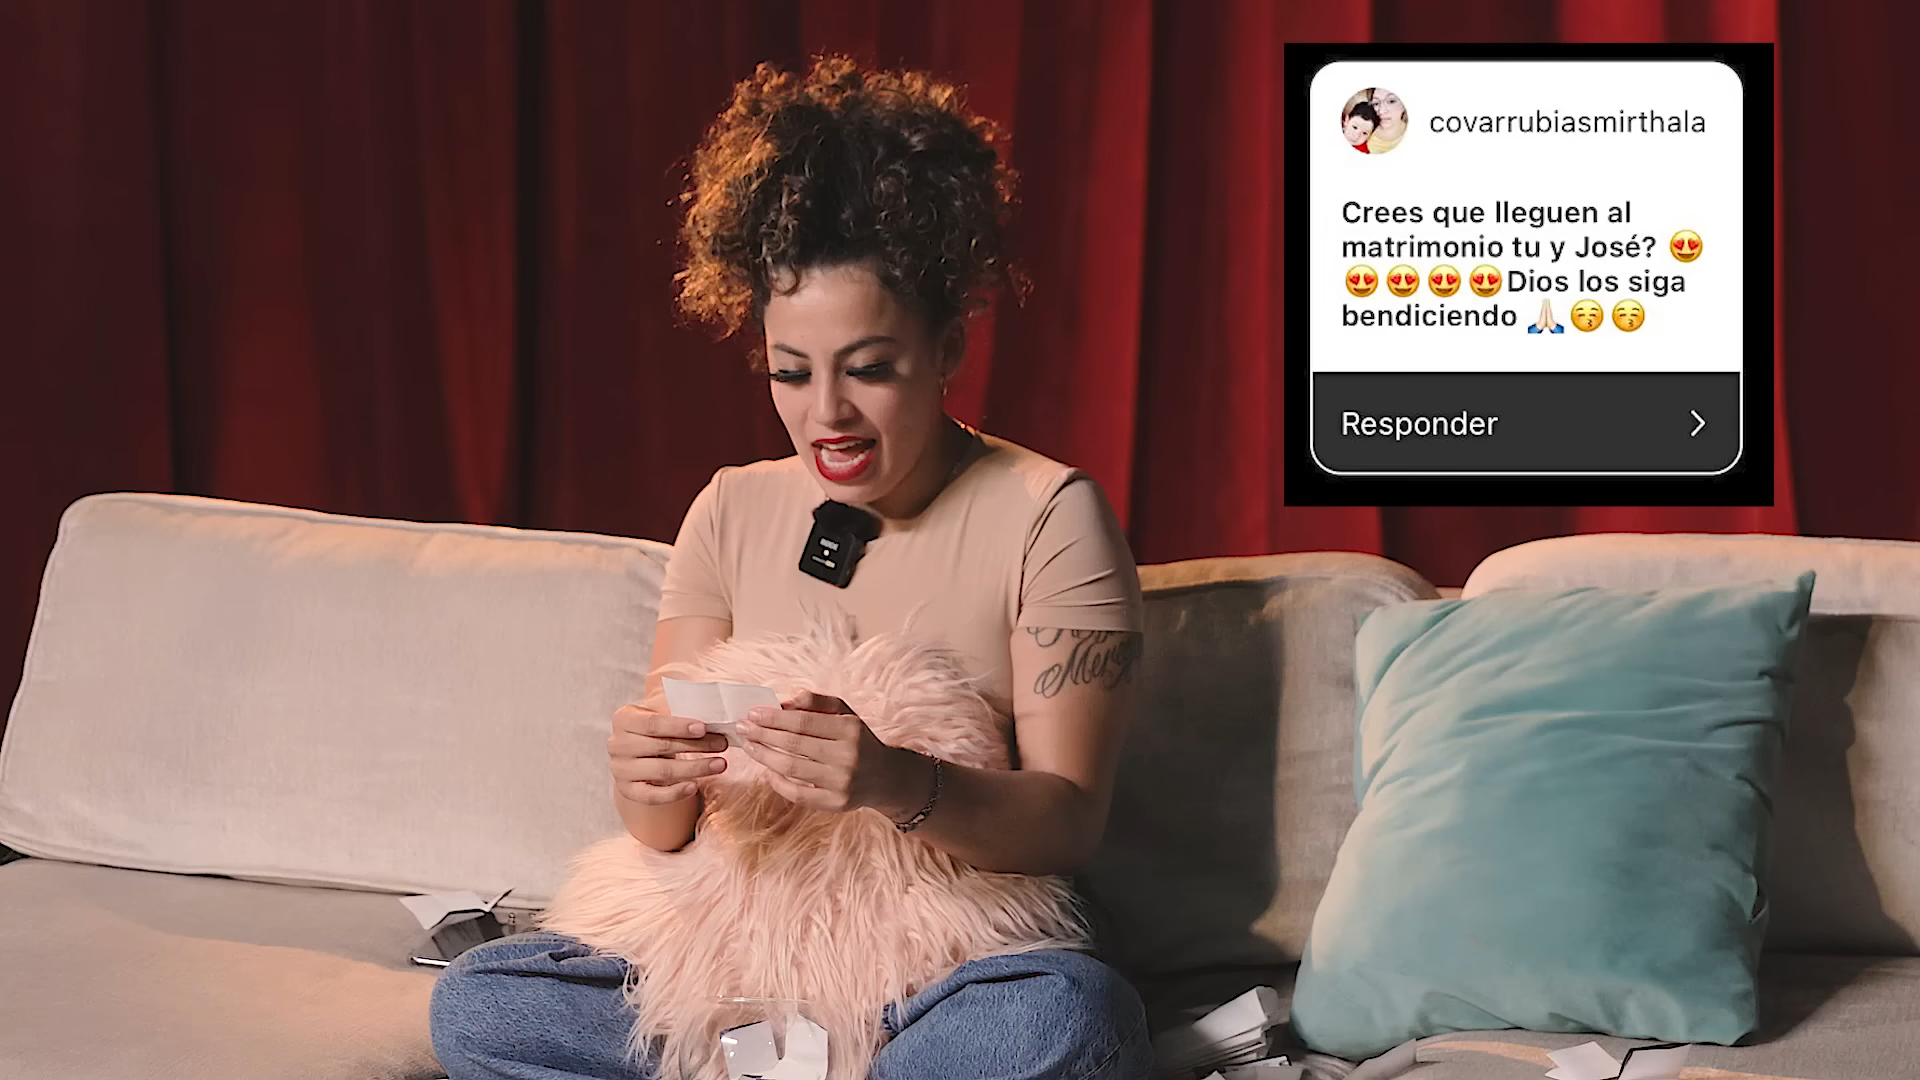 covarrubiasmirthala
Crees que lleguen al
matrimonio tu y José? 😍
😍😍😍😍Dios los siga
bendiciendo 🙏🏻😚😚
Responder